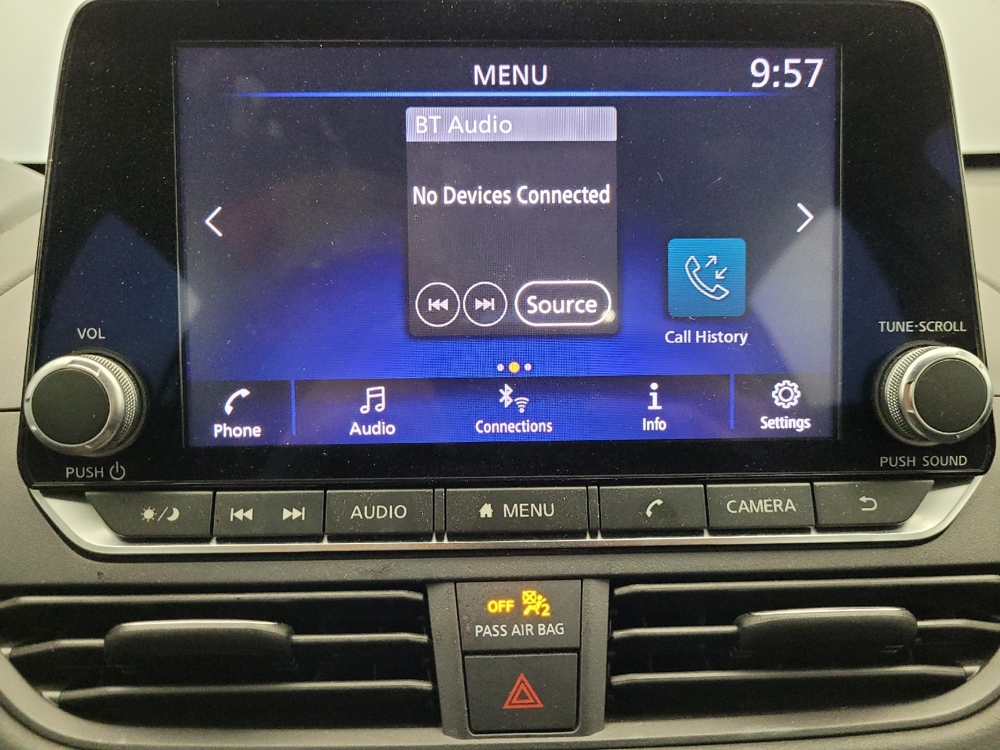 MENU
9:57
BT Audio
No Devices Connected
Source
Call History
Phone
Audio
Connections
Info
Settings
VOL
PUSH
TUNE·SCROLL
PUSH SOUND
AUDIO
MENU
CAMERA
OFF
2
PASS AIR BAG